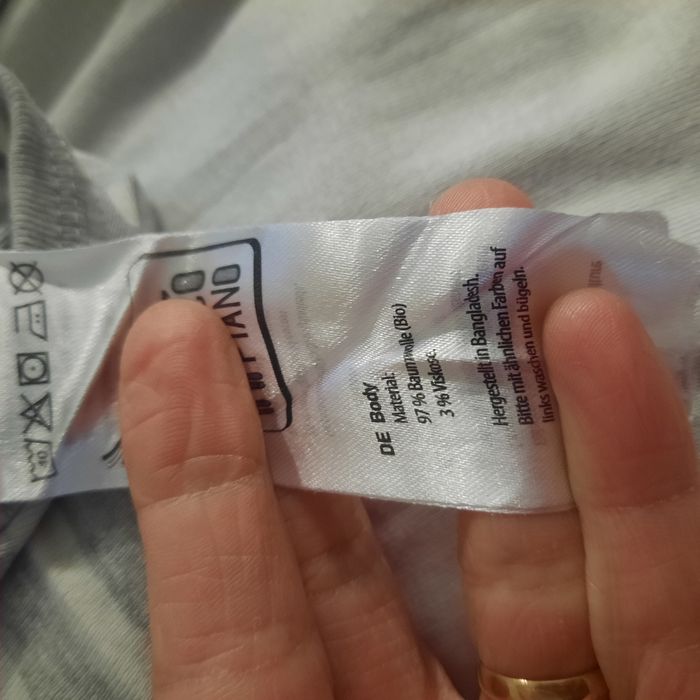 40
DE Body
Material:
97 % Baumwolle (Bio)
3 % Viskose.
Hergestellt in Bangladesh.
Bitte mit ähnlichen Farben auf
links waschen und bügeln.